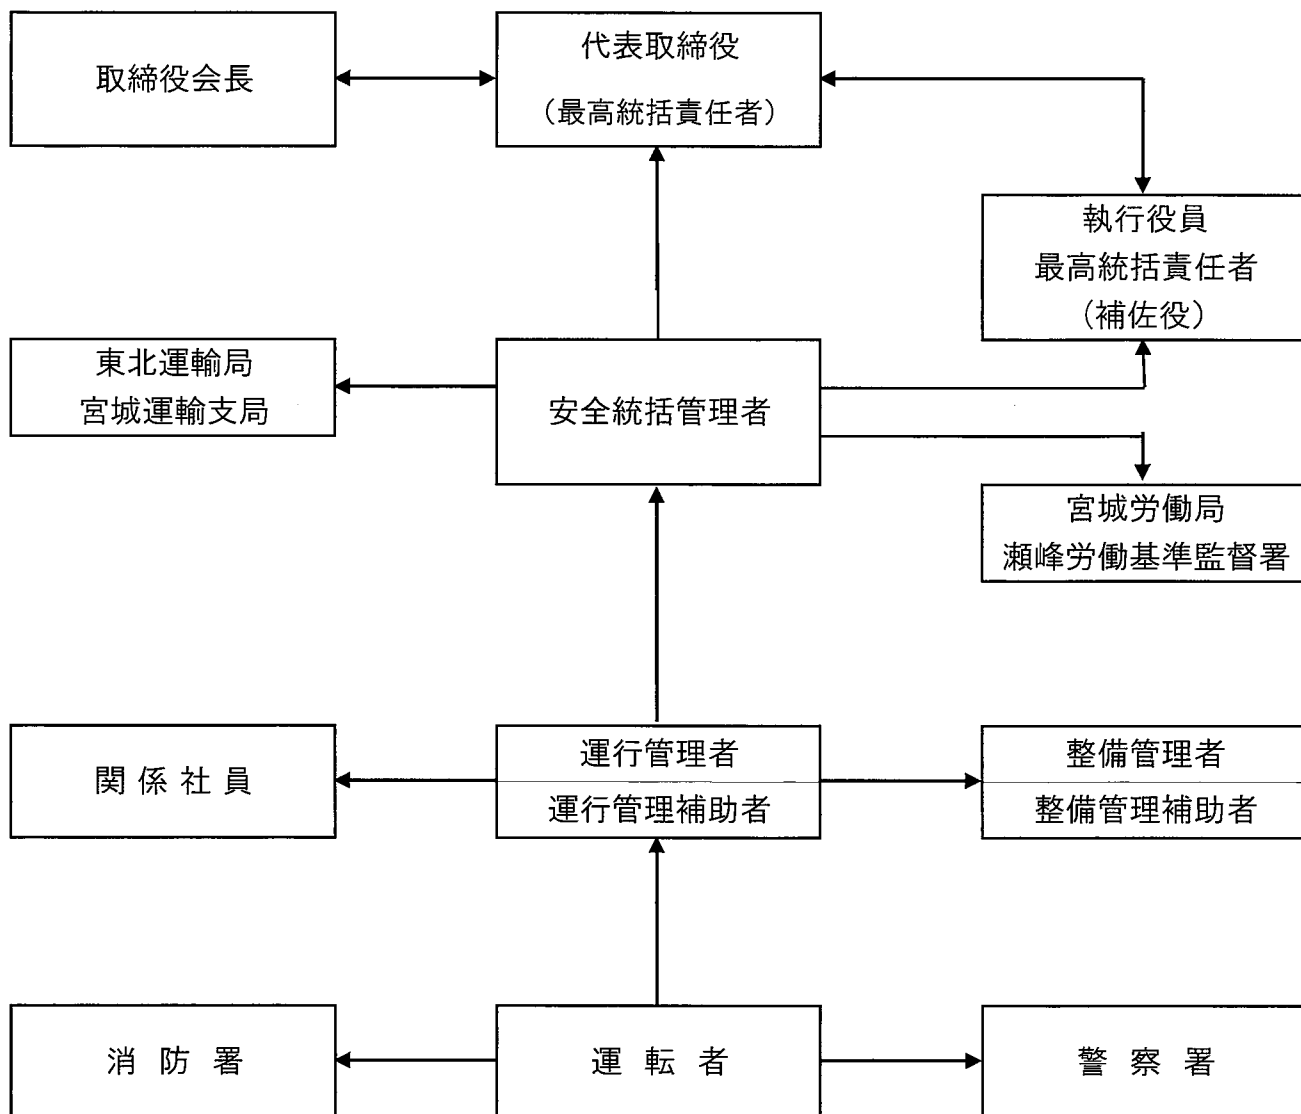 取締役会長
代表取締役
（最高統括責任者）
執行役員
最高統括責任者
（補佐役）
東北運輸局
宮城運輸支局
安全統括管理者
宮城労働局
瀬峰労働基準監督署
関係社員
運行管理者
運行管理補助者
整備管理者
整備管理補助者
消防署
運転者
警察署